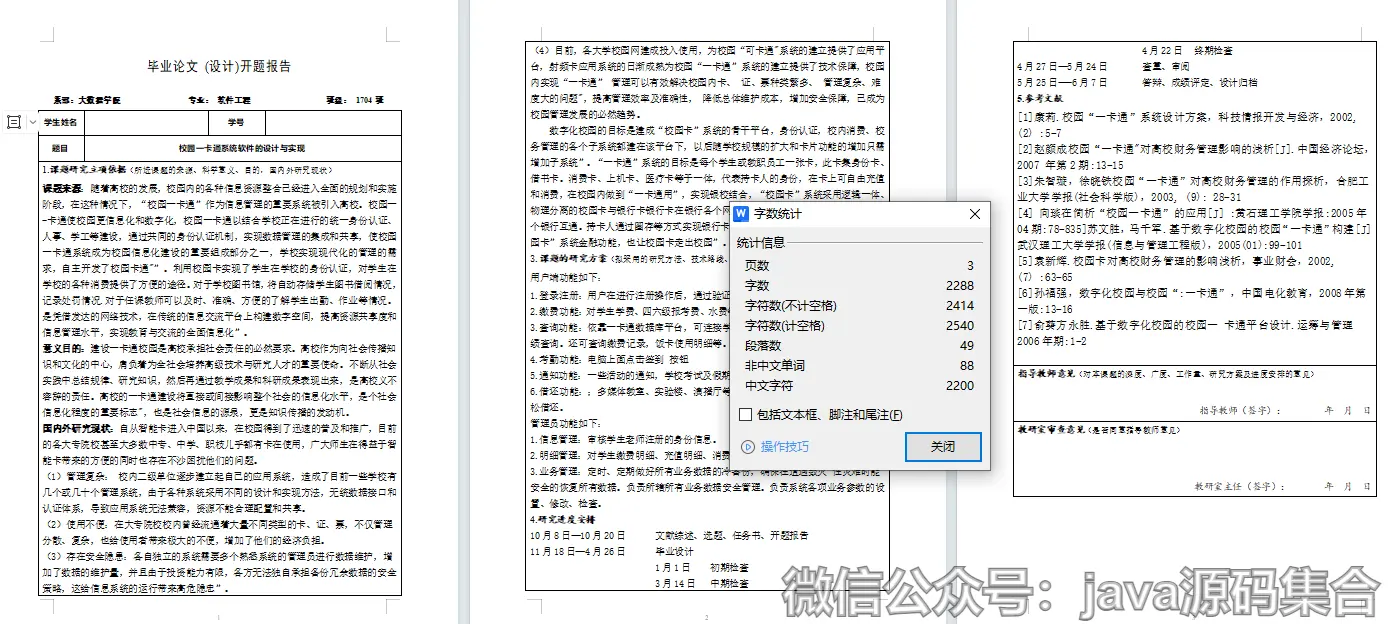 毕业论文 (设计)开题报告
系部: 大数据学院 专业: 软件工程 班级: 1704 班
学生姓名 学号
题目 校园一卡通系统软件的设计与实现
1.课题研究主项依据 (所近课题的来源、科研意义、目的, 国内外研究现状)
课题来源: 随着高校的发展, 校园内的各种信息资源整合已经进入全面的规划和实施
阶段, 在这种情况下, “校园一卡通”作为信息管理的重要系统被引入高校。校园一
-卡通使校园更信息化和数字化, 校园一卡通以结合学校正在进行的统一身份认证、
人事、学工等建设, 通过共同的身份认证机制, 实现数据管理的集成和共享, 使校园
一卡通系统成为校园信息化建设的重要组成部分之一, 学校实现现代化的管理的需
求, 自主开发了校园卡通”” 。利用校园卡实现了学生在学校的身份认证, 对学生在
学校的各种消费提供了方便的途径。对于学校图书馆, 将自动存储学生图书借阅情况,
记录处罚情况. 对于任课教师可以及时、准确、方便的了解学生出勤、作业等情况。
是凭借发达的网络技术, 在传统的信息交流平台上构建数字空间, 提高资源共享度和
信息管理水平, 实现教育与交流的全面信息化”。
意义目的: 建设一卡通校园是高校承担社会责任的必然要求。高校作为向社会传播知
识和文化的中心, 肩负着为全社会培养高级技术与研究人才的重要使命。不断从社会
实践中总结规律、研究知识, 然后再通过教学成果和科研成果表现出来, 是高校义不
容辞的责任。高校的一卡通建设将直接或间接影响整个社会的信息化水平, 是个社会
信息化程度的重要标志”, 也是社会信息的源泉, 更是知识传播的发动机。
国内外研究现状: 自从智能卡进入中国以来, 在校园得到了迅速的普及和推广, 目前
的各大专院校甚至大多数中专、中学、职技儿乎都有卡在使用, 广大师生在得益于智
能卡带来的方便的同时也存在不沙困扰他们的问题。
(1) 管理复杂: 校内二级单位逐步建立起自己的应用系统, 造成了目前一些学校有
几个或几十个管理系统, 由于各种系统采用不同的设计和实现方法, 无统数据接口和
认证体系, 导致应用系统无法兼容, 资源不能合理配置和共享。
(2) 使用不便: 在大专院校校内曾经流通着大量不同类型的卡、证、票, 不仅管理
分散、复杂, 也给使用者带来极大的不便, 增加了他们的经济负担。
(3) 存在安全隐患: 各自独立的系统需要多个熟经系统的管理员进行数据维护, 增
加了数据的维护量, 并且由于投资能力有限, 各方无法独自承担备份冗余数据的安全
策略, 这给信息系统的运行带来高危隐患”。
1
(4) 目前, 各大学校园网建成投入使用, 为校园 “可卡通”系统的建立提供了应用平
台, 射频卡应用系统的日渐成熟为校园 “一卡通” 系统的建立提供了技术保障, 校园
内实现 “一卡通” 管理可以有效解决校园内卡、 证、票种类繁多、 管理复杂、难
度大的问题”, 提高管理效率及准确性, 降低总体维护成本, 增加安全保障, 已成为
校园管理发展的必然趋势。
数字化校园的目标是建成 “校园卡” 系统的骨干平台, 身份认证, 校内消费、校
务管理的各个子系统都建在该平台下, 以后随学校规模的扩大和卡片功能的增加只需
增加子系统”。 “一卡通” 系统的目标是每个学生或教职员工一张卡, 此卡集身份卡、
借书卡. 消费卡、上机卡、医疗卡等于一体, 代表持卡人的身份, 在卡上可自由充值
和消费, 在校园内做到 “一卡通用” , 实现银校结合, “校园卡” 系统采用逻辑一体、
物理分离的校园卡与银行卡银行卡在银行各个网
个银行互通。持卡人通过圈存等方式实现银行卡
园卡” 系统金融功能, 也让校园卡走出校园”。
3.课题的研究方案 (拟采用的研究方法、技术路线、
用户端功能如下:
1.登录注册: 用户在进行注册操作后, 通过验证
2.缴费功能: 对学生学费、四六级报考费、水费
3.查询功能: 依靠一卡通数据库平台, 可连接学
绩查询。还可查询缴费记录, 饭卡使用明细等。
4.考勤功能: 电脑上面点击签到 按钮
5.通知功能: 一些活动的通知, 学校考试及假期
6.借还功能: ; 多媒体教室、实验楼、演播厅等
松借还。
管理员功能如下:
1.信息管理: 审核学生老师注册的身份信息。
2.明细管理: 对学生缴费明细、充值明细、消费
3.业务管理: 定时、定期做好所有业务数据的冷备份, 确保在遭遇毁灭 性灾难时能
安全的恢复所有数据。负责所辖所有业务数据安全管理。负责系统各项业务参数的设
置、修改、检查。
4.研究进度安排
10 月 8 日—10 月 20 日 文献综述、选题、任务书、开题报告
11 月 18 日—4 月 26 日 毕业设计
1 月 1 日 初期检查
3 月 14 日 中期检查
2
W 字数统计
统计信息
页数 3
字数 2288
字符数(不计空格) 2414
字符数(计空格) 2540
段落数 49
非中文单词 88
中文字符 2200
包括文本框、脚注和尾注(F)
操作技巧
关闭
4 月 22 日 终期检查
4 月 27 日—5 月 24 日 查重、审阅
5 月 25 日—6 月 7 日 答辩、成绩评定、设计归档
5.参考文献
[1]康莉.校园“一卡通”系统设计方案, 科技情报开发与经济, 2002,
(2) :5-7
[2]赵颜成校园“一卡通"对高校财务管理影响的浅析[J].中国经济论坛,
2007 年第 2 期:13-15
[3]朱智璇, 徐晓铁校园“一卡通”对高校财务管理的作用探析, 合肥工
业大学学报(社会科学版), 2003, (9): 28-31
[4] 向琰在倘析“校园一卡通”的应用[J] :黄石理工学院学报:2005 年
04 期:78-835]苏文胜, 马千军.基于数字化校园的校园“一卡通”构建[J]
武汉理工大学学报(信息与管理工程版), 2005(01):99-101
[5]袁新辉.校园卡对高校财务管理的影响浅析, 事业财会, 2002,
(7) :63-65
[6]孙福强, 数字化校园与校园“:一卡通” , 中国电化教育, 2008 年第
一版:13-16
[7]俞葵方永胜.基于数字化校园的校园一 卡通平台设计.运筹与管理
2006 年期:1-2
指导教师意见 (对本课题的深度、广度、工作量、研究方案及进度安排的意见)
指导教师(签字): 年 月 日
教研室审查意见 (是否同意指导教师意见)
教研室主任(签字): 年 月 日
微信公众号: java源码集合